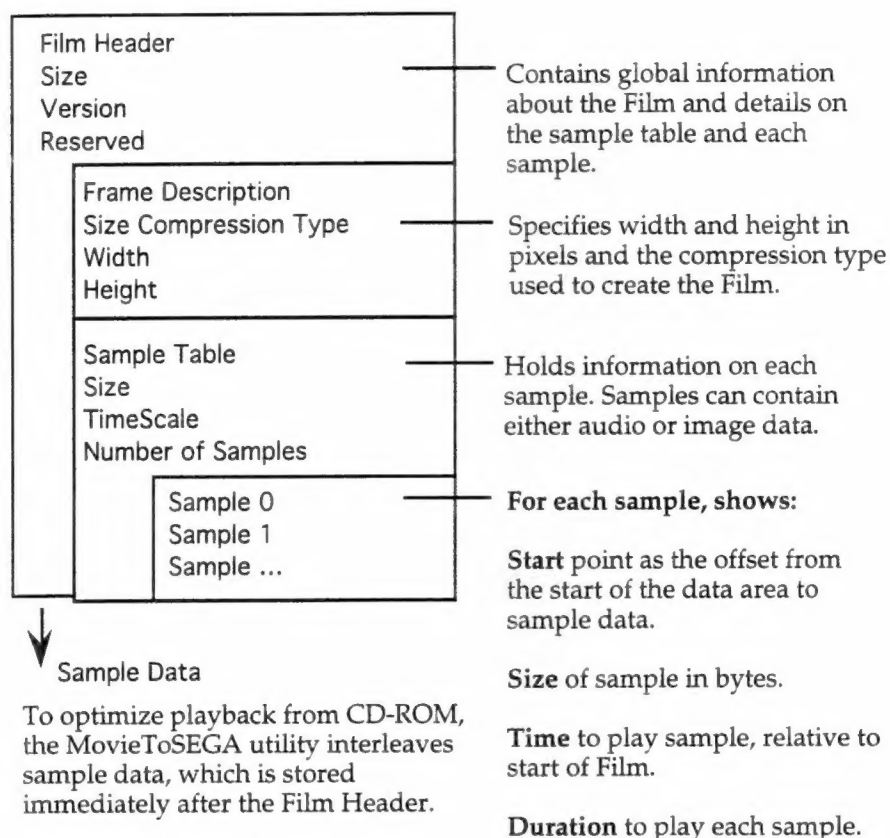 Film Header
Size
Version
Reserved
Contains global information
about the Film and details on
the sample table and each
sample.
Frame Description
Size Compression Type
Width
Height
Specifies width and height in
pixels and the compression type
used to create the Film.
Sample Table
Size
TimeScale
Number of Samples
Holds information on each
sample. Samples can contain
either audio or image data.
Sample 0
Sample 1
Sample ...
For each sample, shows:
Start point as the offset from
the start of the data area to
sample data.
Size of sample in bytes.
Time to play sample, relative to
start of Film.
Duration to play each sample.
Sample Data
To optimize playback from CD-ROM,
the MovieToSEGA utility interleaves
sample data, which is stored
immediately after the Film Header.